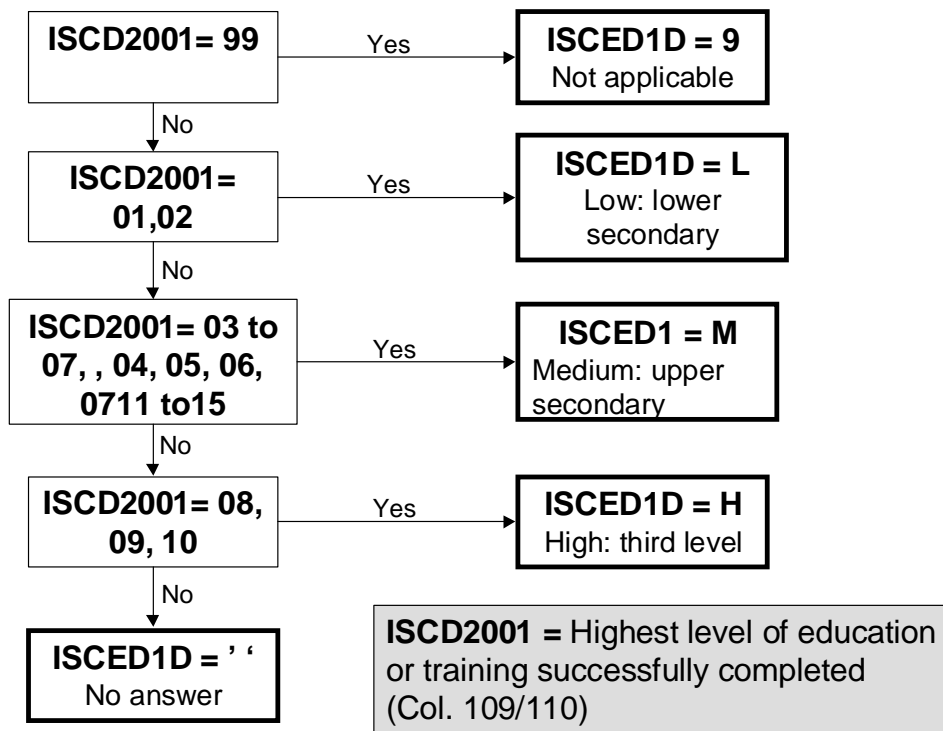 ISCD2001= 99
Yes
ISCED1D = 9
Not applicable
No
ISCD2001=
01,02
Yes
ISCED1D = L
Low: lower
secondary
No
ISCD2001= 03 to
07, , 04, 05, 06,
0711 to15
Yes
ISCED1 = M
Medium: upper
secondary
No
ISCD2001= 08,
09, 10
Yes
ISCED1D = H
High: third level
No
ISCED1D = ’ ‘
No answer
ISCD2001 = Highest level of education
or training successfully completed
(Col. 109/110)